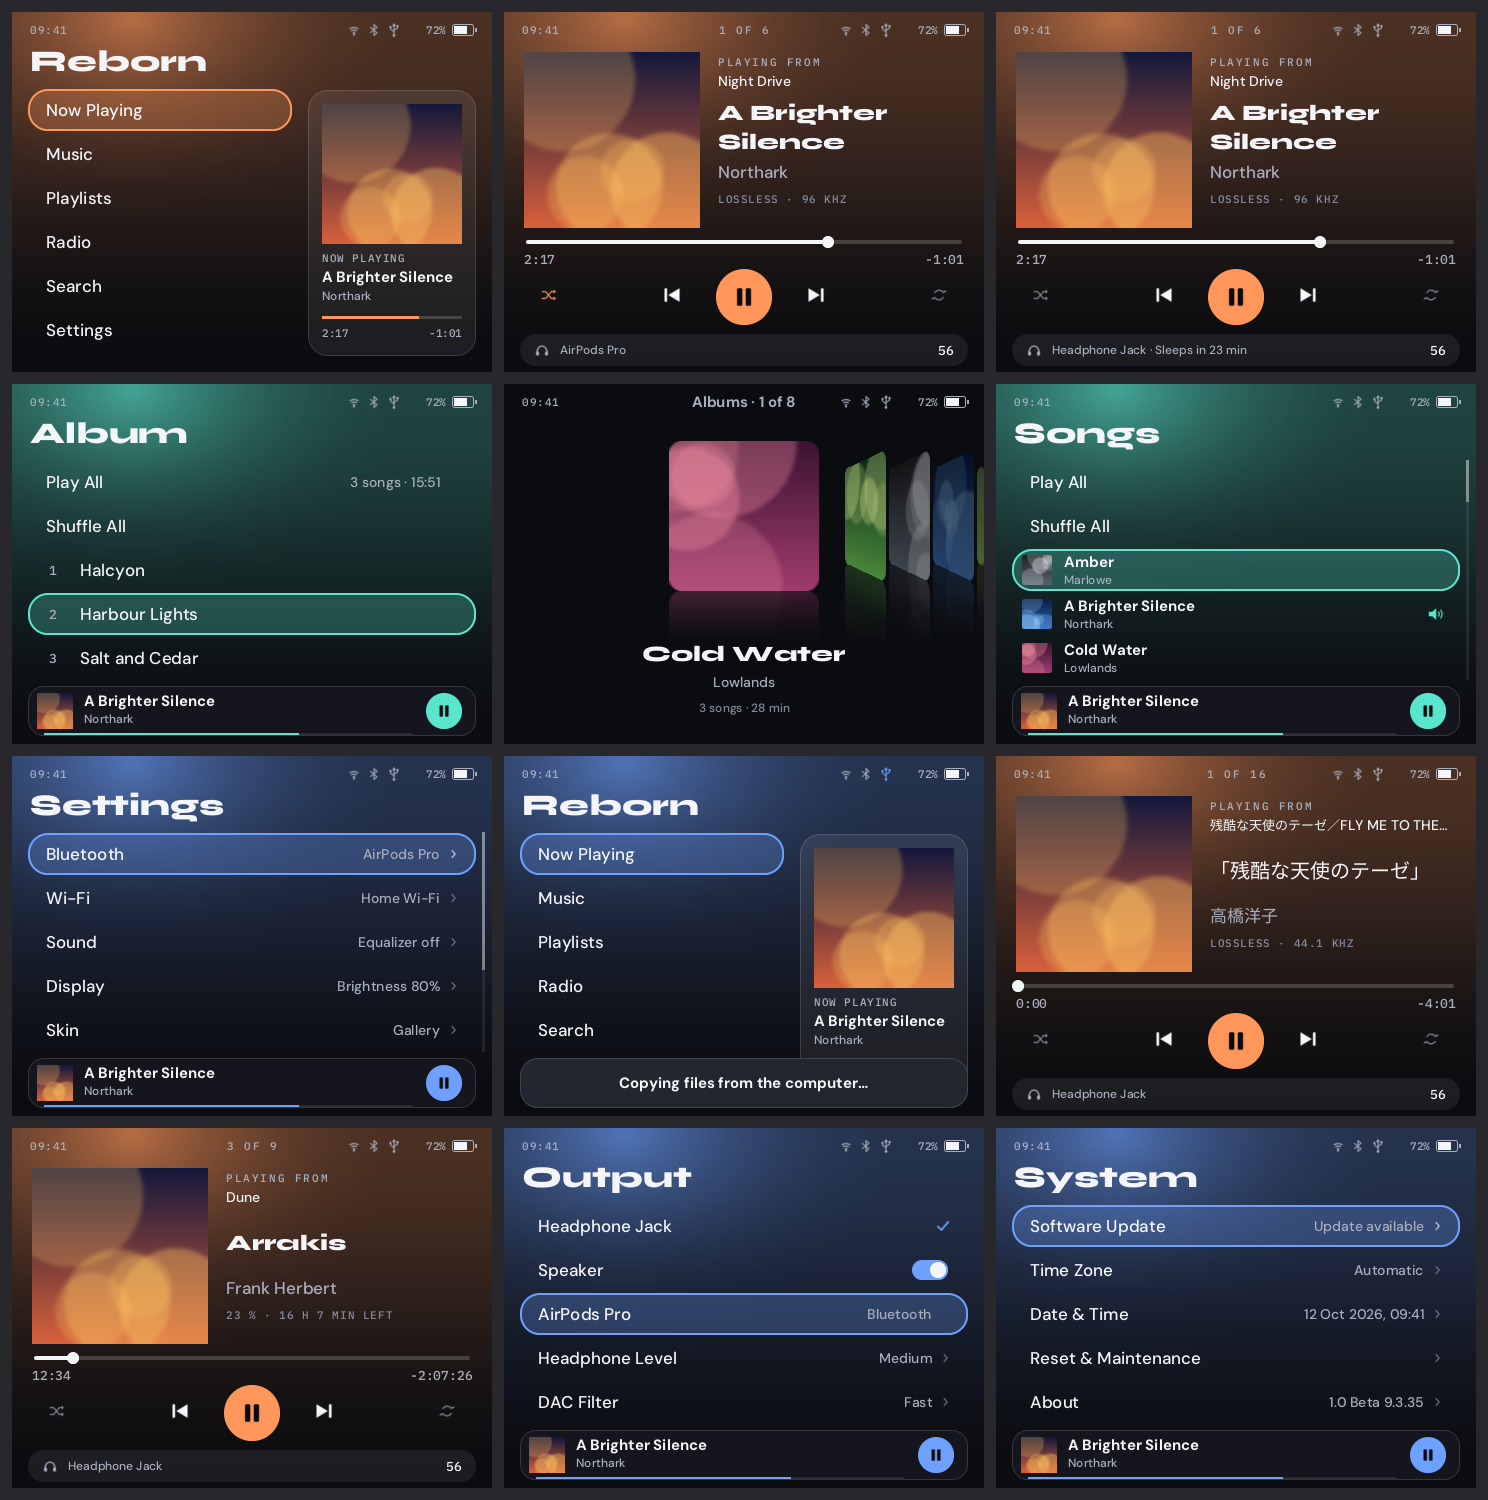 09:41
72%
Reborn
Now Playing
Music
Playlists
Radio
Search
Settings
NOW PLAYING
A Brighter Silence
Northark
2:17 -1:01
09:41 1 OF 6 72%
PLAYING FROM
Night Drive
A Brighter
Silence
Northark
LOSSLESS · 96 KHZ
2:17 -1:01
AirPods Pro 56
09:41 1 OF 6 72%
PLAYING FROM
Night Drive
A Brighter
Silence
Northark
LOSSLESS · 96 KHZ
2:17 -1:01
Headphone Jack · Sleeps in 23 min 56
09:41 72%
Album
Play All 3 songs · 15:51
Shuffle All
1 Halcyon
2 Harbour Lights
3 Salt and Cedar
A Brighter Silence
Northark
09:41 Albums · 1 of 8 72%
Cold Water
Lowlands
3 songs · 28 min
09:41 72%
Songs
Play All
Shuffle All
Amber
Marlowe
A Brighter Silence
Northark
Cold Water
Lowlands
A Brighter Silence
Northark
09:41 72%
Settings
Bluetooth AirPods Pro
Wi-Fi Home Wi-Fi
Sound Equalizer off
Display Brightness 80%
Skin Gallery
A Brighter Silence
Northark
09:41 72%
Reborn
Now Playing
Music
Playlists
Radio
Search
NOW PLAYING
A Brighter Silence
Northark
Copying files from the computer…
09:41 1 OF 16 72%
PLAYING FROM
残酷な天使のテーゼ／FLY ME TO THE…
「残酷な天使のテーゼ」
高橋洋子
LOSSLESS · 44.1 KHZ
0:00 -4:01
Headphone Jack 56
09:41 3 OF 9 72%
PLAYING FROM
Dune
Arrakis
Frank Herbert
23 % · 16 H 7 MIN LEFT
12:34 -2:07:26
Headphone Jack 56
09:41 72%
Output
Headphone Jack
Speaker
AirPods Pro Bluetooth
Headphone Level Medium
DAC Filter Fast
A Brighter Silence
Northark
09:41 72%
System
Software Update Update available
Time Zone Automatic
Date & Time 12 Oct 2026, 09:41
Reset & Maintenance
About 1.0 Beta 9.3.35
A Brighter Silence
Northark